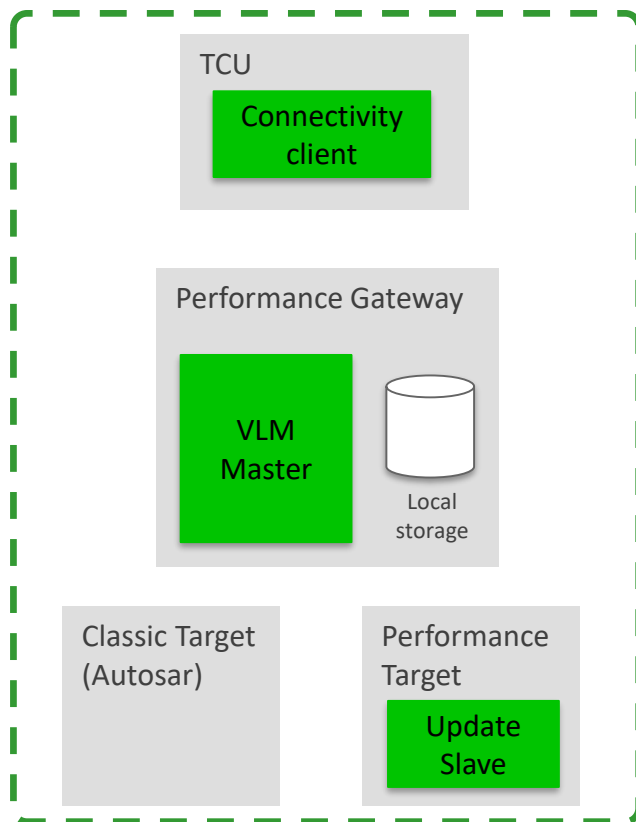 TCU
Connectivity
client
Performance Gateway
VLM
Master
Local
storage
Classic Target
(Autosar)
Performance
Target
Update
Slave